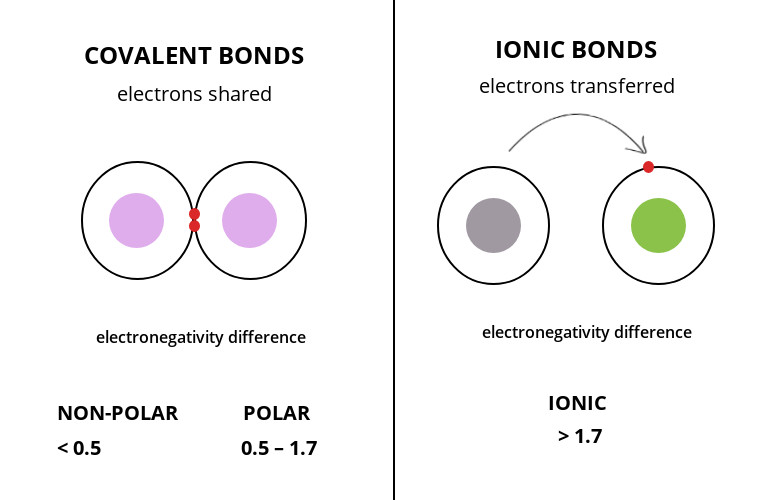 COVALENT BONDS
electrons shared
electronegativity difference
NON-POLAR
< 0.5
POLAR
0.5 – 1.7
IONIC BONDS
electrons transferred
electronegativity difference
IONIC
> 1.7